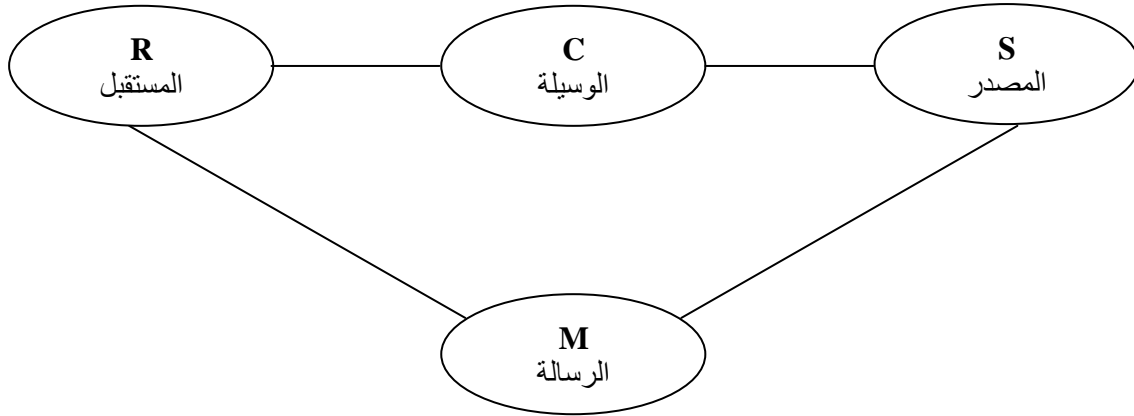 S
المصدر
C
الوسيلة
R
المستقبل
M
الرسالة